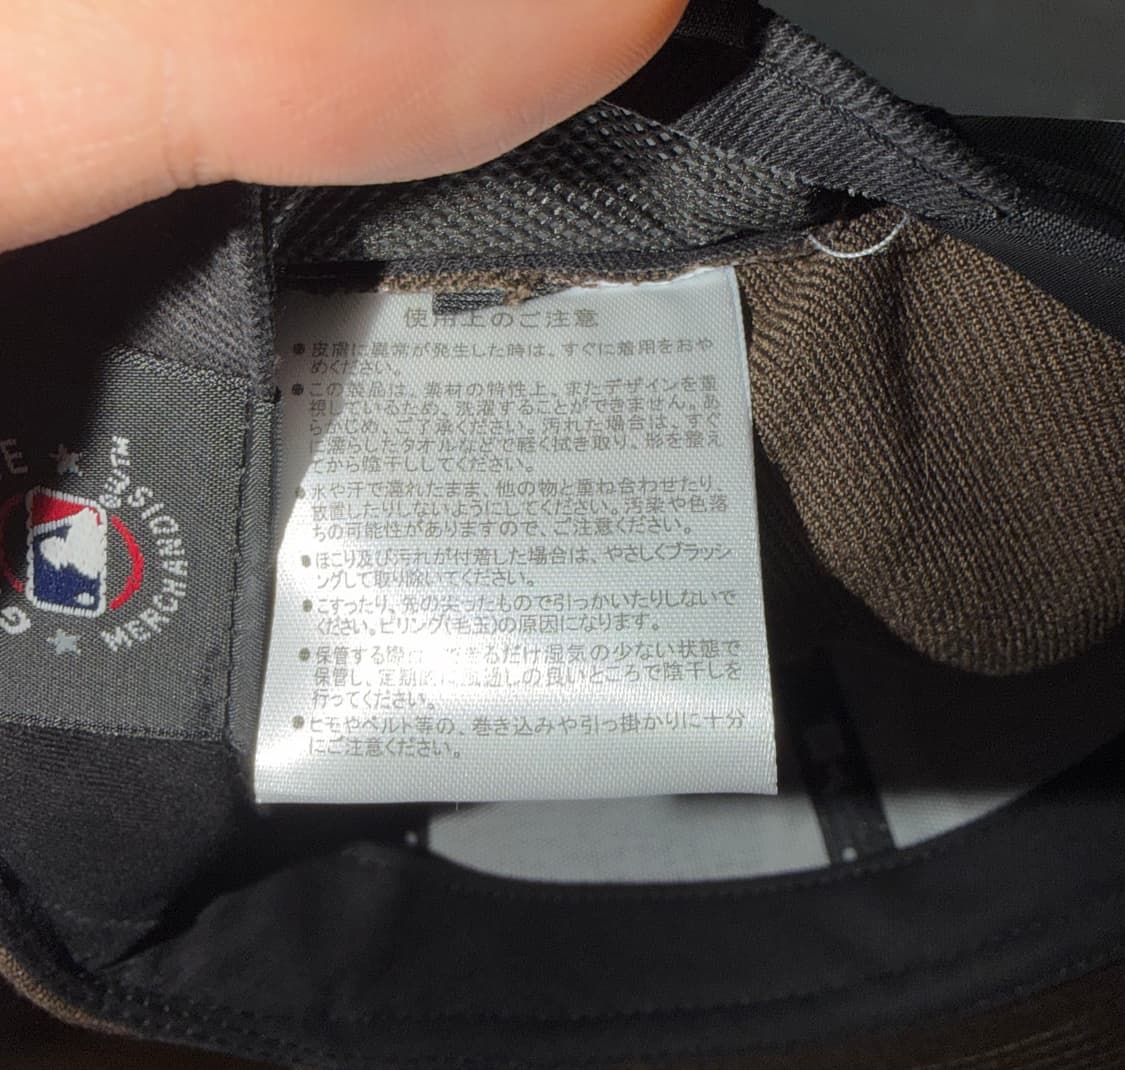 使用上のご注意
●皮膚に異常が発生した時は、すぐに着用をおや
めください。
●この製品は、素材の特性上、またデザインを重
視しているため、洗濯することができません。あ
らかじめ、ご了承ください。汚れた場合は、すぐ
に濡らしたタオルなどで軽く拭き取り、形を整え
てから陰干ししてください。
●水や汗で濡れたまま、他の物と重ね合わせたり、
放置したりしないようにしてください。汚染や色落
ちの可能性がありますので、ご注意ください。
●ほこり及び汚れが付着した場合は、やさしくブラッシ
ングして取り除いてください。
●こすったり、先の尖ったもので引っかいたりしないで
ください。ピリング(毛玉)の原因になります。
●保管する際は、できるだけ湿気の少ない状態で
保管し、定期的に風通しの良いところで陰干しを
行ってください。
●ヒモやベルト等の、巻き込みや引っ掛かりに十分
にご注意ください。
MERCHAN